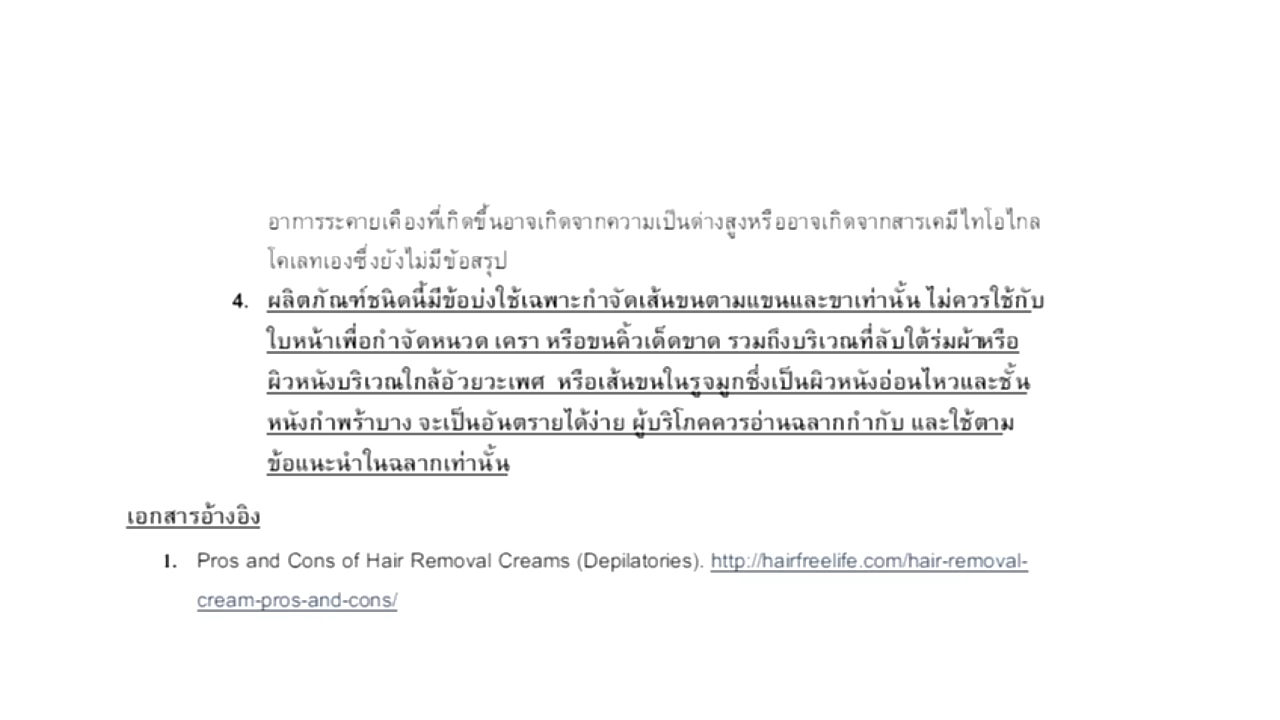 อาการระคายเคืองที่เกิดขึ้นอาจเกิดจากความเป็นด่างสูงหรืออาจเกิดจากสารเคมีไทโอไกล
โคเลทเองซึ่งยังไม่มีข้อสรุป
4. ผลิตภัณฑ์ชนิดนี้มีข้อบ่งใช้เฉพาะกำจัดเส้นขนตามแขนและขาเท่านั้น ไม่ควรใช้กับ
ใบหน้าเพื่อกำจัดหนวด เครา หรือขนคิ้วเด็ดขาด รวมถึงบริเวณที่ลับใต้ร่มผ้าหรือ
ผิวหนังบริเวณใกล้อัวยวะเพศ หรือเส้นขนในรูจมูกซึ่งเป็นผิวหนังอ่อนไหวและชั้น
หนังกำพร้าบาง จะเป็นอันตรายได้ง่าย ผู้บริโภคควรอ่านฉลากกำกับ และใช้ตาม
ข้อแนะนำในฉลากเท่านั้น
เอกสารอ้างอิง
1. Pros and Cons of Hair Removal Creams (Depilatories). http://hairfreelife.com/hair-removal-
cream-pros-and-cons/